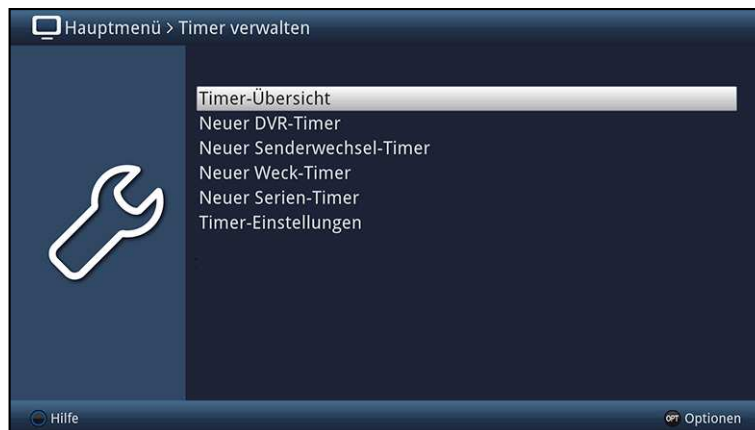 Hauptmenü > Timer verwalten
Timer-Übersicht
Neuer DVR-Timer
Neuer Senderwechsel-Timer
Neuer Weck-Timer
Neuer Serien-Timer
Timer-Einstellungen
Hilfe
OPT Optionen